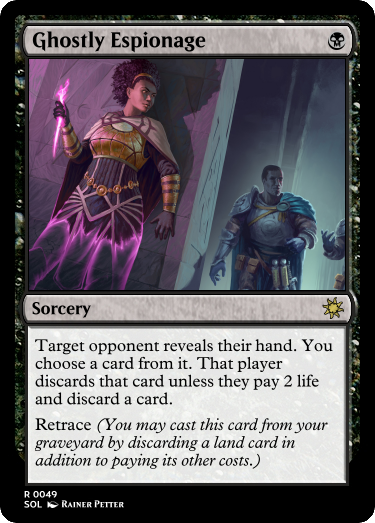 Ghostly Espionage
Sorcery
Target opponent reveals their hand. You
choose a card from it. That player
discards that card unless they pay 2 life
and discard a card.
Retrace (You may cast this card from your
graveyard by discarding a land card in
addition to paying its other costs.)
R 0049
SOL RAINER PETTER